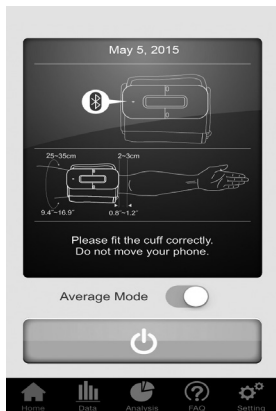 May 5, 2015
25~35cm 2~3cm
9.4"~16.9" 0.8"~1.2"
Please fit the cuff correctly.
Do not move your phone.
Average Mode
Home Data Analysis FAQ Setting